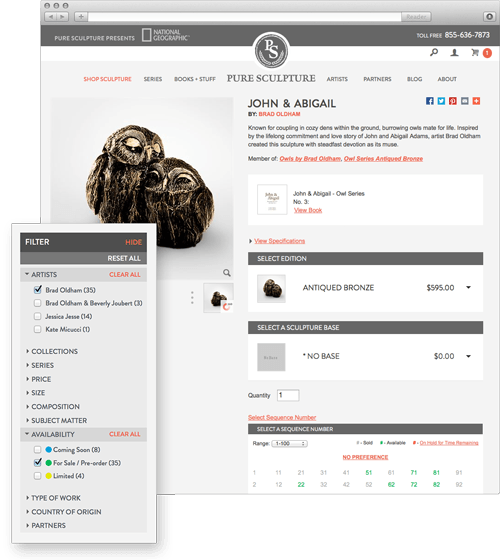 Reader
PURE SCULPTURE PRESENTS NATIONAL GEOGRAPHIC
TOLL FREE 855-636-7873
PS
1
SHOP SCULPTURE SERIES BOOKS + STUFF PURE SCULPTURE ARTISTS PARTNERS BLOG ABOUT
JOHN & ABIGAIL
BY: BRAD OLDHAM
Known for coupling in cozy dens within the ground, burrowing owls mate for life. Inspired
by the lifelong commitment and love story of John and Abigail Adams, artist Brad Oldham
created this sculpture with steadfast devotion as its muse.
Member of: Owls by Brad Oldham, Owl Series Antiqued Bronze
John & Abigail - Owl Series
No. 3:
View Book
View Specifications
SELECT EDITION
ANTIQUED BRONZE $595.00
SELECT A SCULPTURE BASE
* NO BASE $0.00
Quantity 1
Select Sequence Number
SELECT A SEQUENCE NUMBER
Range: 1-100 # - Sold # - Available # - On Hold for Time Remaining
NO PREFERENCE
1 11 21 31 41 51 61 71 81 91
2 12 22 32 42 52 62 72 82 92
FILTER HIDE
RESET ALL
ARTISTS CLEAR ALL
Brad Oldham (35)
Brad Oldham & Beverly Joubert (3)
Jessica Jesse (14)
Kate Micucci (1)
COLLECTIONS
SERIES
PRICE
SIZE
COMPOSITION
SUBJECT MATTER
AVAILABILITY CLEAR ALL
Coming Soon (8)
For Sale / Pre-order (35)
Limited (4)
TYPE OF WORK
COUNTRY OF ORIGIN
PARTNERS